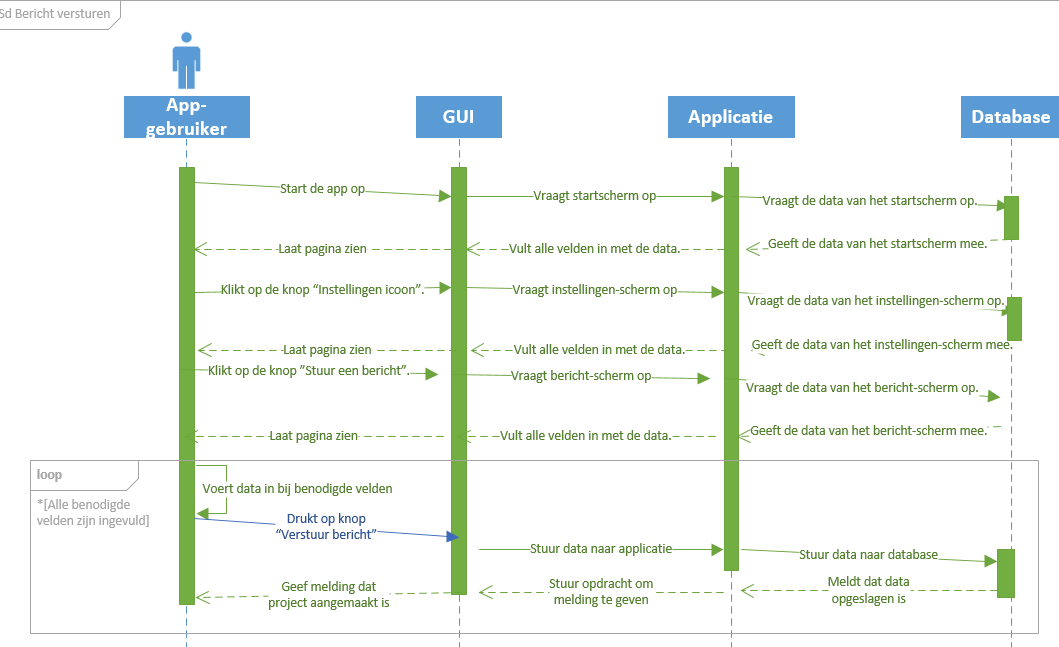 Sd Bericht versturen
App-
gebruiker
GUI
Applicatie
Database
Start de app op
Vraagt startscherm op
Vraagt de data van het startscherm op.
Geeft de data van het startscherm mee.
Vult alle velden in met de data.
Laat pagina zien
Klikt op de knop “Instellingen icoon”.
Vraagt instellingen-scherm op
Vraagt de data van het instellingen-scherm op.
Geeft de data van het instellingen-scherm mee.
Vult alle velden in met de data.
Laat pagina zien
Klikt op de knop ”Stuur een bericht”.
Vraagt bericht-scherm op
Vraagt de data van het bericht-scherm op.
Geeft de data van het bericht-scherm mee.
Vult alle velden in met de data.
Laat pagina zien
loop
*[Alle benodigde
velden zijn ingevuld]
Voert data in bij benodigde velden
Drukt op knop
“Verstuur bericht”
Stuur data naar applicatie
Stuur data naar database
Meldt dat data
opgeslagen is
Stuur opdracht om
melding te geven
Geef melding dat
project aangemaakt is